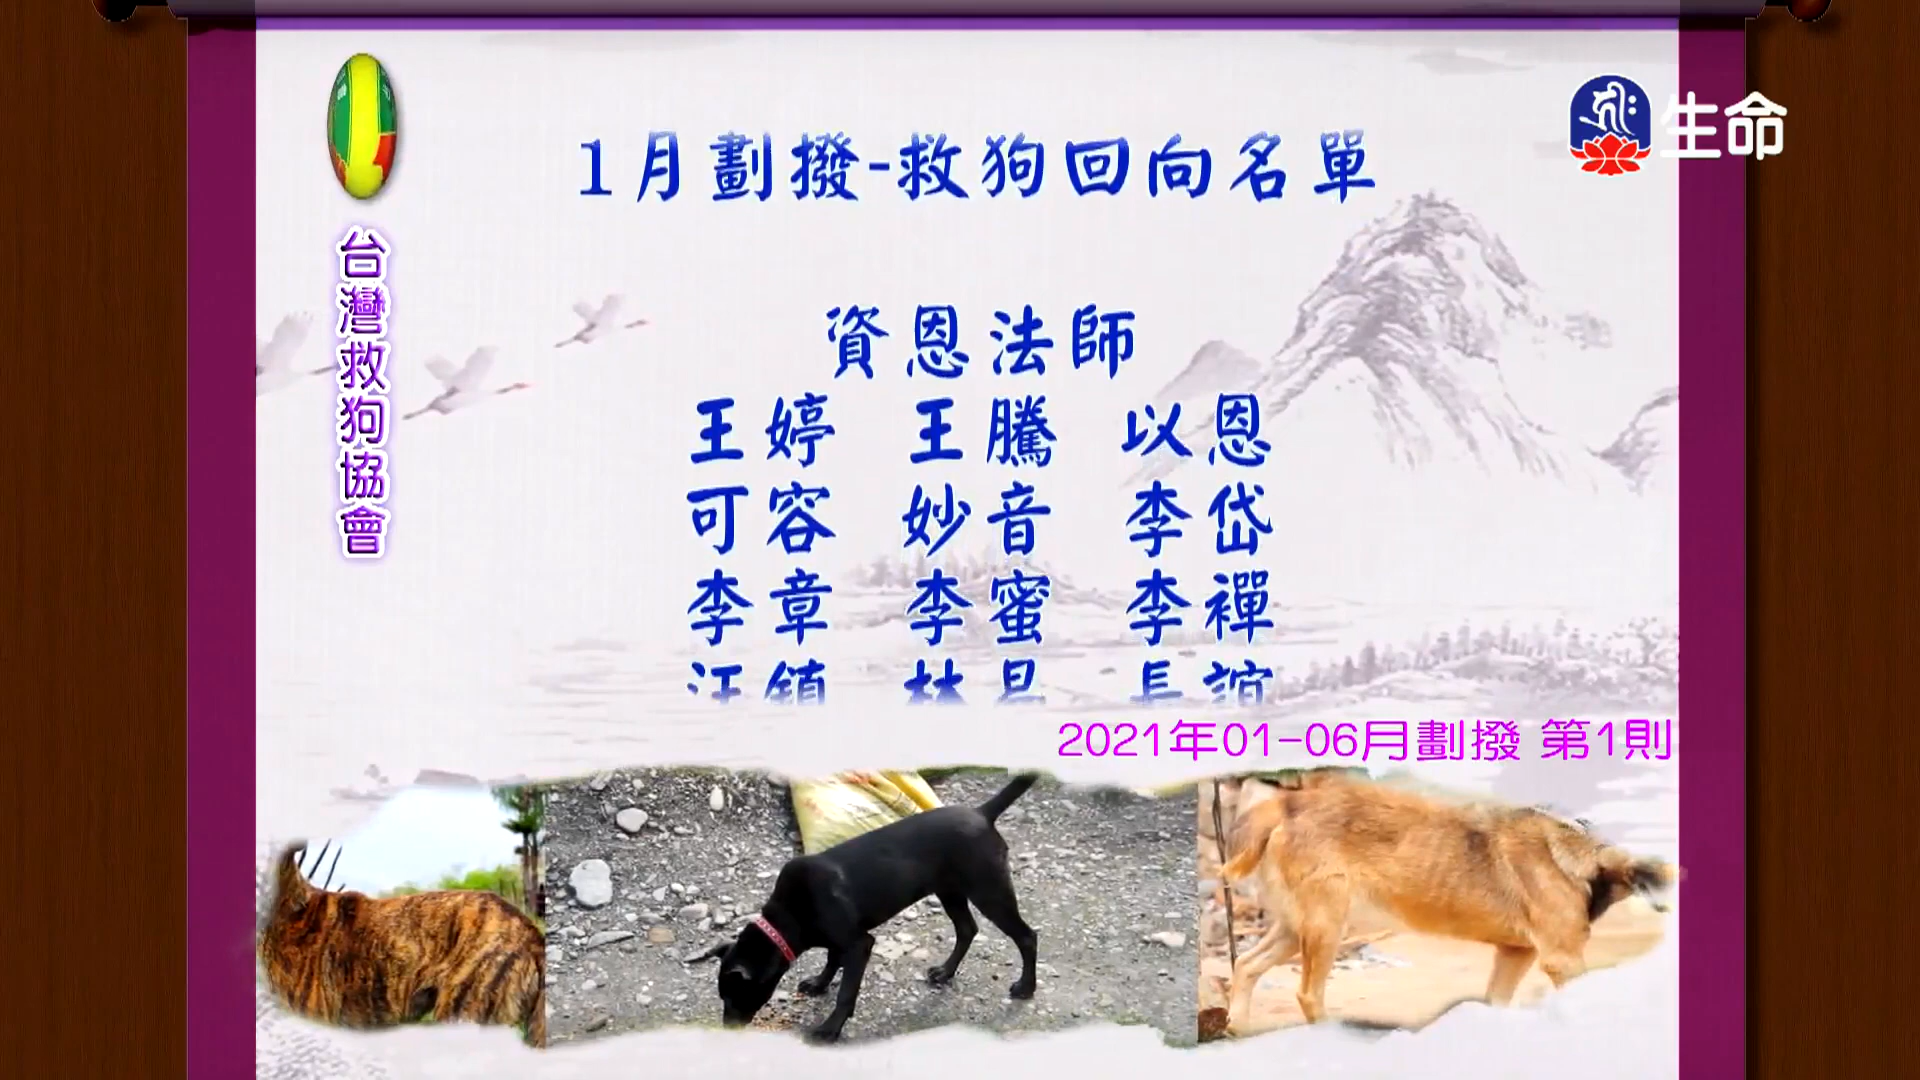 生命
台灣救狗協會
1月劃撥-救狗回向名單
資恩法師
王婷 王騰 以恩
可容 妙音 李岱
李章 李蜜 李禪
2021年01-06月劃撥 第1則